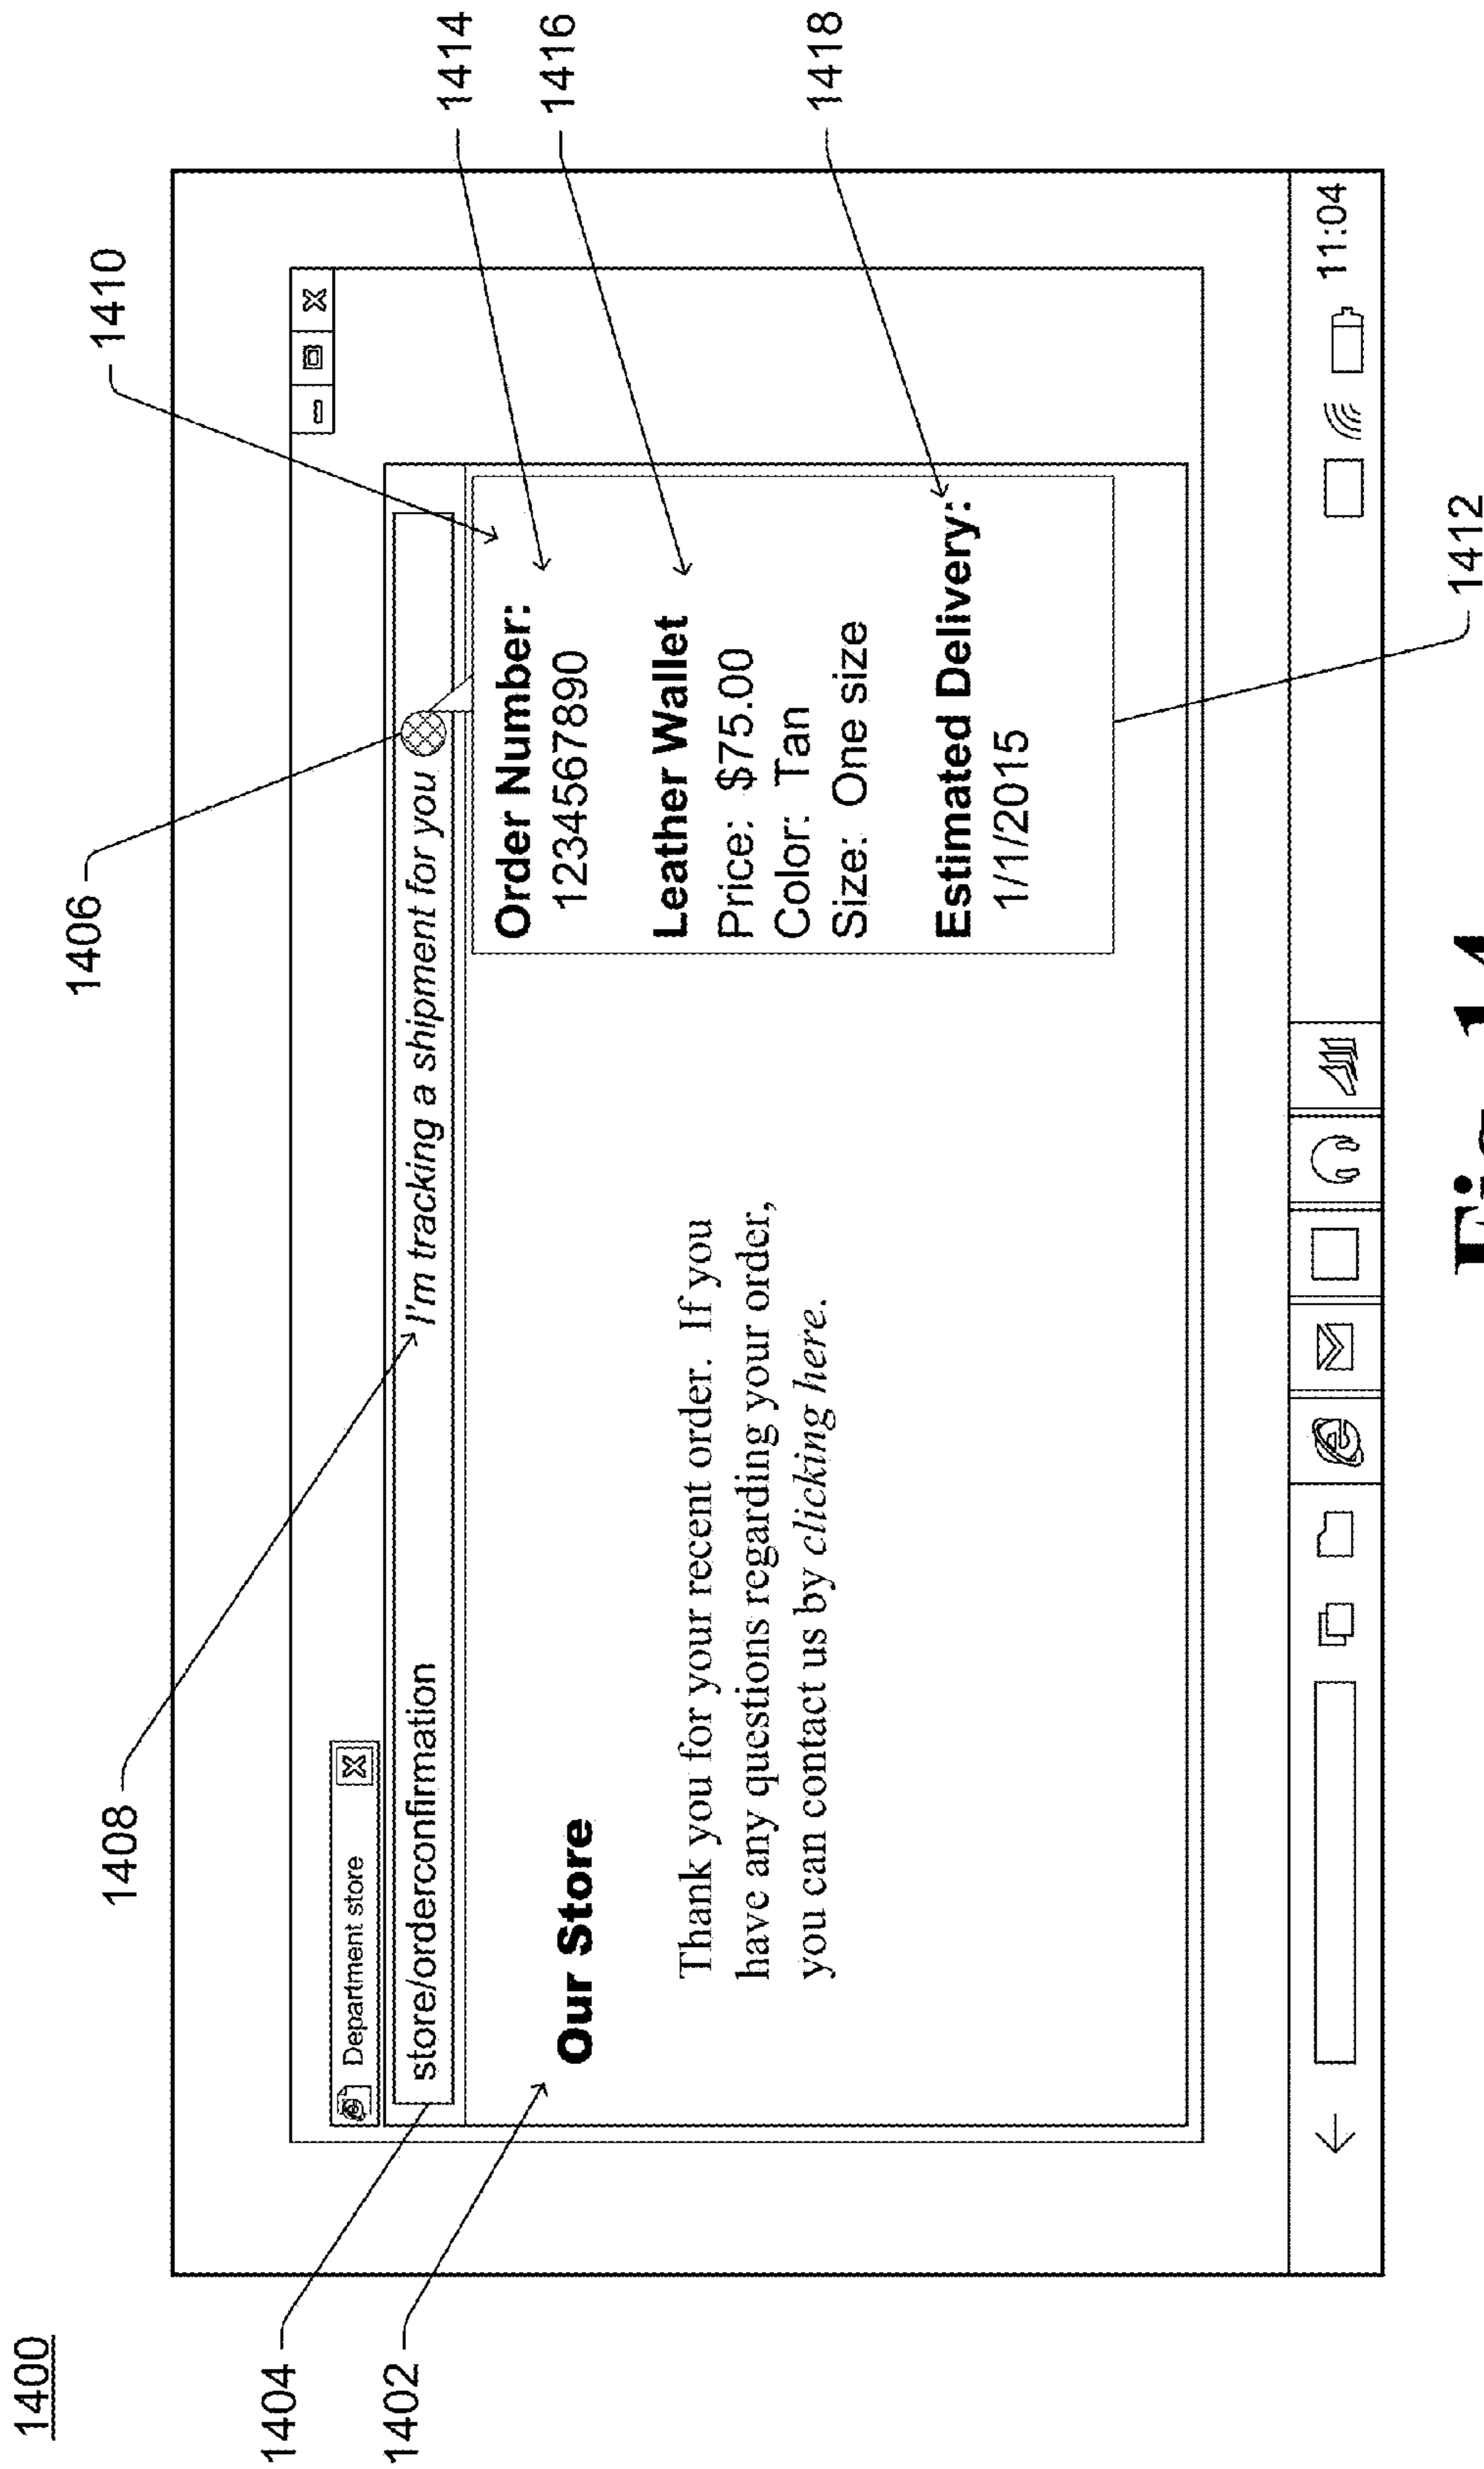 1400
1408
1406
1410
1414
1416
1418
1404
1402
1412
Department store
store/orderconfirmation
I'm tracking a shipment for you
Our Store
Thank you for your recent order. If you
have any questions regarding your order,
you can contact us by clicking here.
Order Number:
1234567890
Leather Wallet
Price: $75.00
Color: Tan
Size: One size
Estimated Delivery:
1/1/2015
11:04
Fig. 14